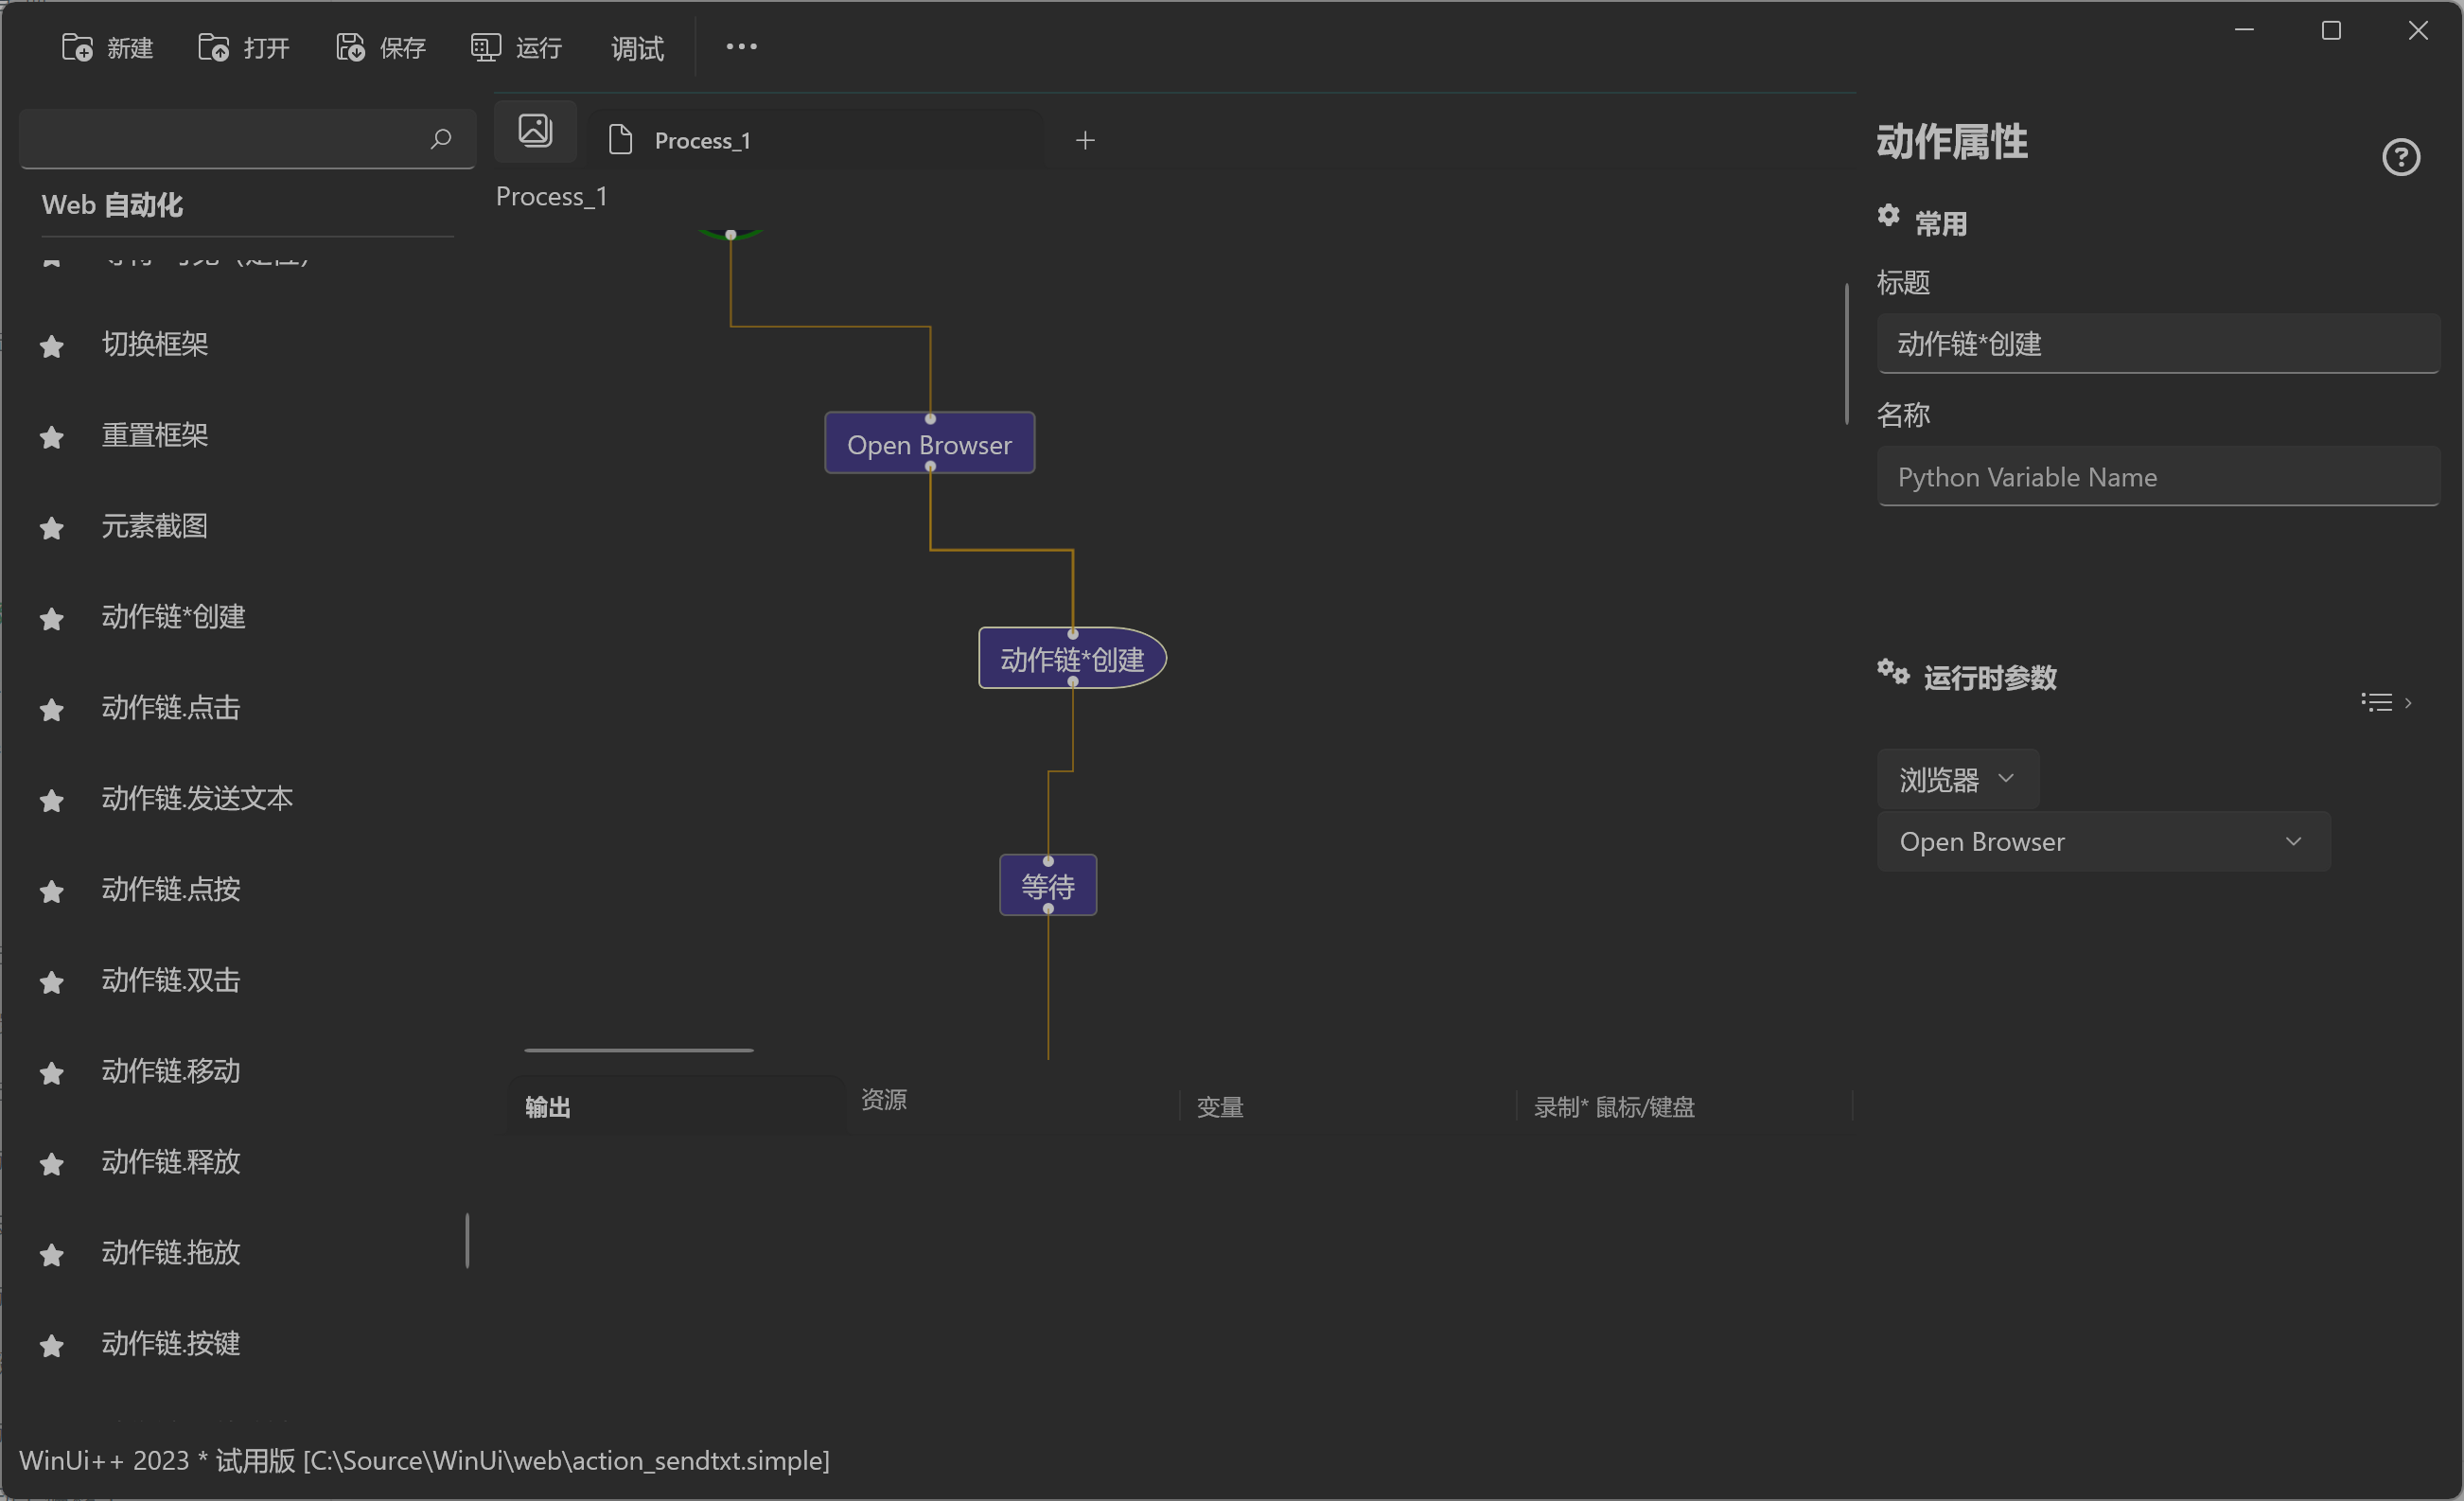 新建
打开
保存
运行
调试
Process_1
Process_1
Web 自动化
切换框架
重置框架
元素截图
动作链*创建
动作链.点击
动作链.发送文本
动作链.点按
动作链.双击
动作链.移动
动作链.释放
动作链.拖放
动作链.按键
Open Browser
动作链*创建
等待
输出
资源
变量
录制* 鼠标/键盘
动作属性
常用
标题
动作链*创建
名称
Python Variable Name
运行时参数
浏览器
Open Browser
WinUi++ 2023 * 试用版 [C:\Source\WinUi\web\action_sendtxt.simple]